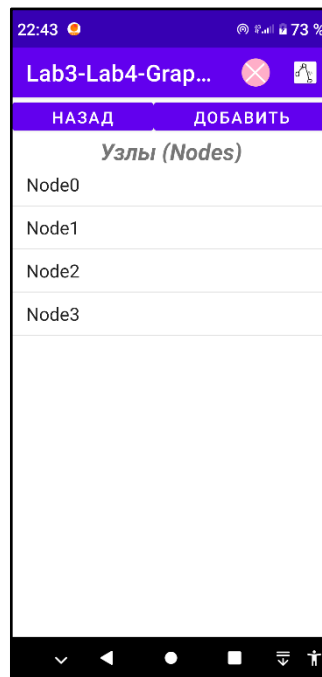 22:43 73 %
Lab3-Lab4-Grap...
НАЗАД ДОБАВИТЬ
Узлы (Nodes)
Node0
Node1
Node2
Node3